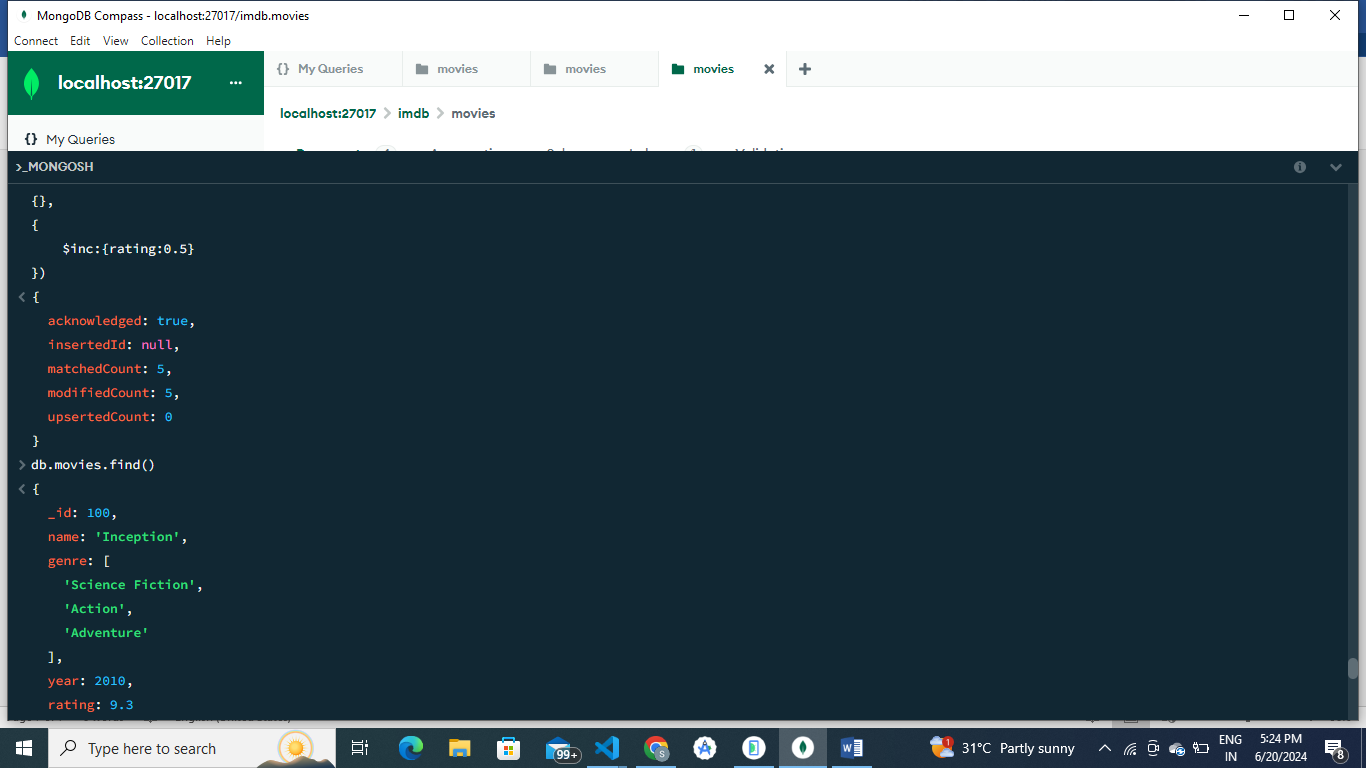 MongoDB Compass - localhost:27017/imdb.movies
Connect Edit View Collection Help
localhost:27017 ...
{} My Queries
movies
movies
movies
localhost:27017 > imdb > movies
{} My Queries
>_MONGOSH
{},
{
$inc:{rating:0.5}
})
< {
acknowledged: true,
insertedId: null,
matchedCount: 5,
modifiedCount: 5,
upsertedCount: 0
}
> db.movies.find()
< {
_id: 100,
name: 'Inception',
genre: [
'Science Fiction',
'Action',
'Adventure'
],
year: 2010,
rating: 9.3
Type here to search
99+
1
31°C Partly sunny
ENG
IN
5:24 PM
6/20/2024
8